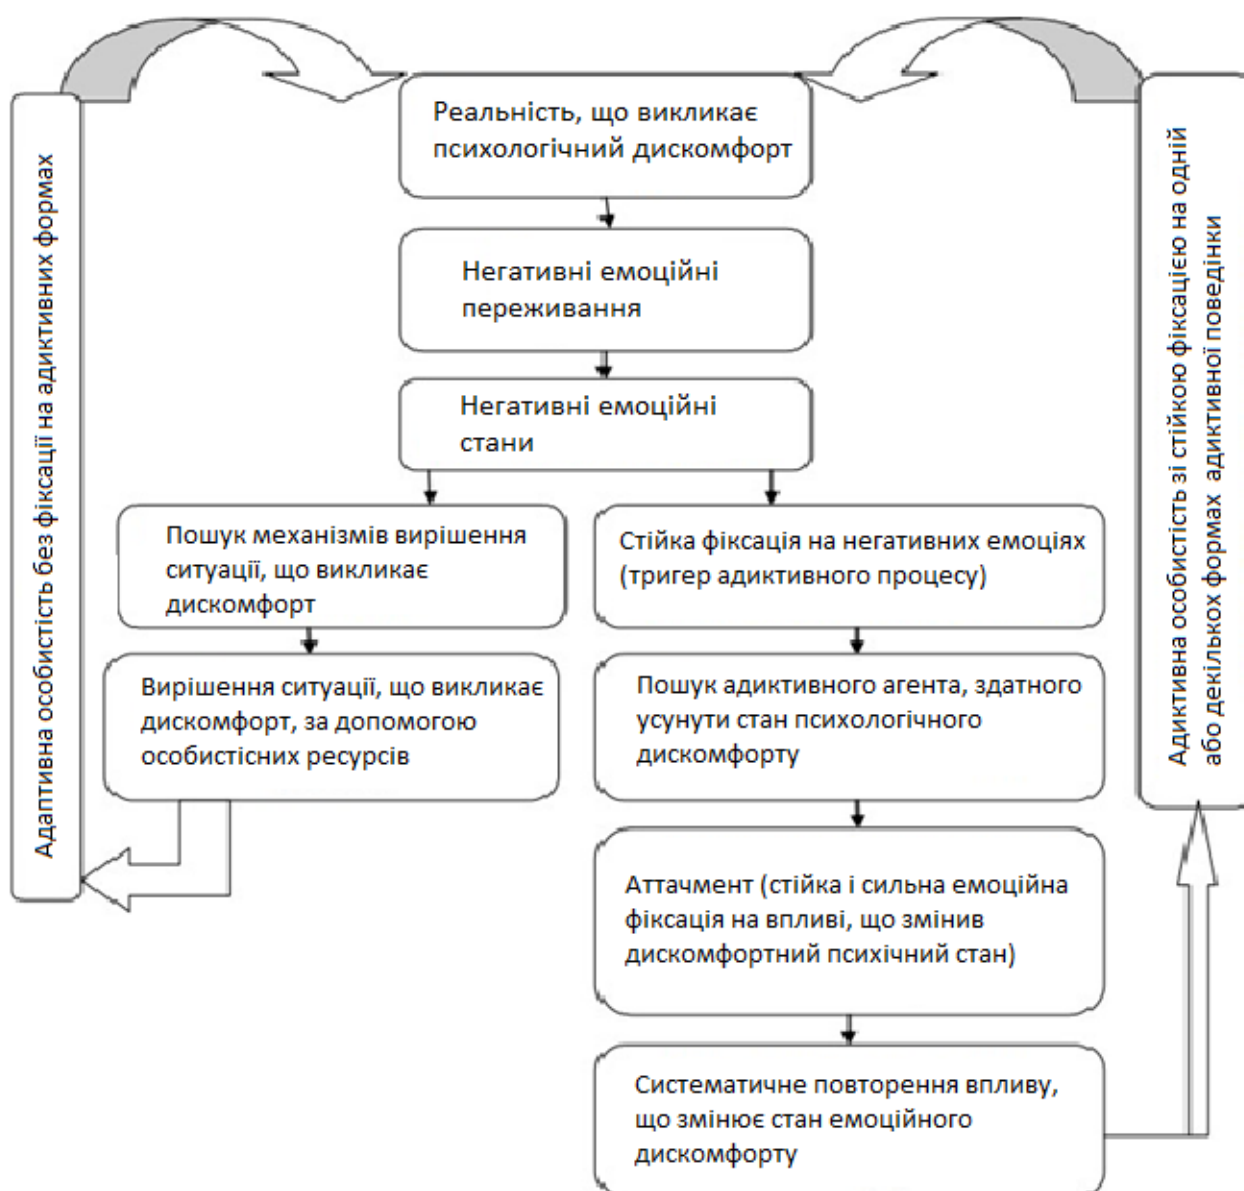 Адаптивна особистість без фіксації на адиктивних формах
Реальність, що викликає
психологічний дискомфорт
Негативні емоційні
переживання
Негативні емоційні
стани
Пошук механізмів вирішення
ситуації, що викликає
дискомфорт
Вирішення ситуації, що викликає
дискомфорт, за допомогою
особистісних ресурсів
Стійка фіксація на негативних емоціях
(тригер адиктивного процесу)
Пошук адиктивного агента, здатного
усунути стан психологічного
дискомфорту
Аттачмент (стійка і сильна емоційна
фіксація на впливі, що змінив
дискомфортний психічний стан)
Систематичне повторення впливу,
що змінює стан емоційного
дискомфорту
Адиктивна особистість зі стійкою фіксацією на одній
або декількох формах адиктивної поведінки